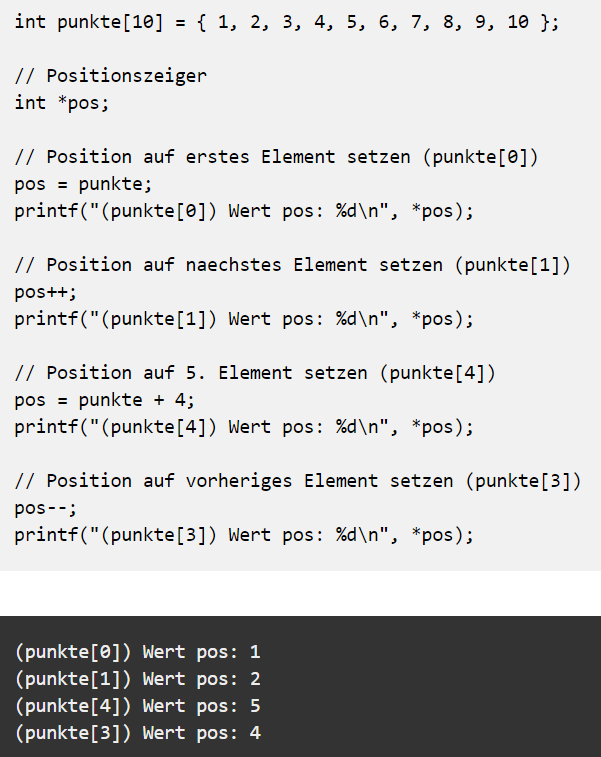 int punkte[10] = { 1, 2, 3, 4, 5, 6, 7, 8, 9, 10 };
// Positionszeiger
int *pos;
// Position auf erstes Element setzen (punkte[0])
pos = punkte;
printf("(punkte[0]) Wert pos: %d\n", *pos);
// Position auf naechstes Element setzen (punkte[1])
pos++;
printf("(punkte[1]) Wert pos: %d\n", *pos);
// Position auf 5. Element setzen (punkte[4])
pos = punkte + 4;
printf("(punkte[4]) Wert pos: %d\n", *pos);
// Position auf vorheriges Element setzen (punkte[3])
pos--;
printf("(punkte[3]) Wert pos: %d\n", *pos);
(punkte[0]) Wert pos: 1
(punkte[1]) Wert pos: 2
(punkte[4]) Wert pos: 5
(punkte[3]) Wert pos: 4